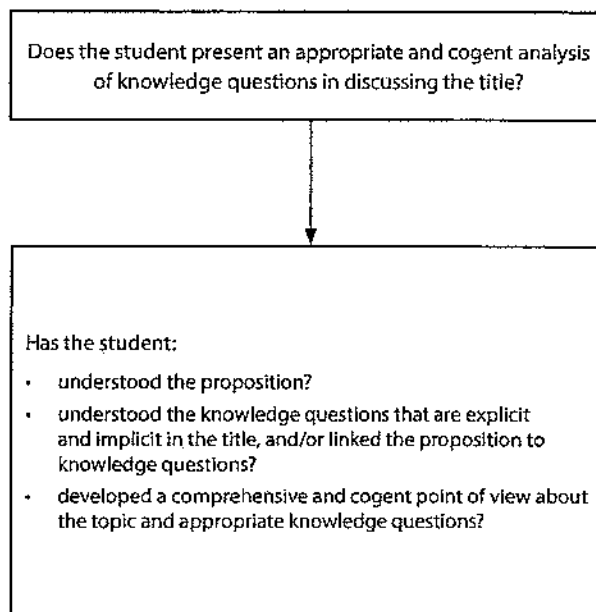 Does the student present an appropriate and cogent analysis
of knowledge questions in discussing the title?
Has the student:
• understood the proposition?
• understood the knowledge questions that are explicit
and implicit in the title, and/or linked the proposition to
knowledge questions?
• developed a comprehensive and cogent point of view about
the topic and appropriate knowledge questions?